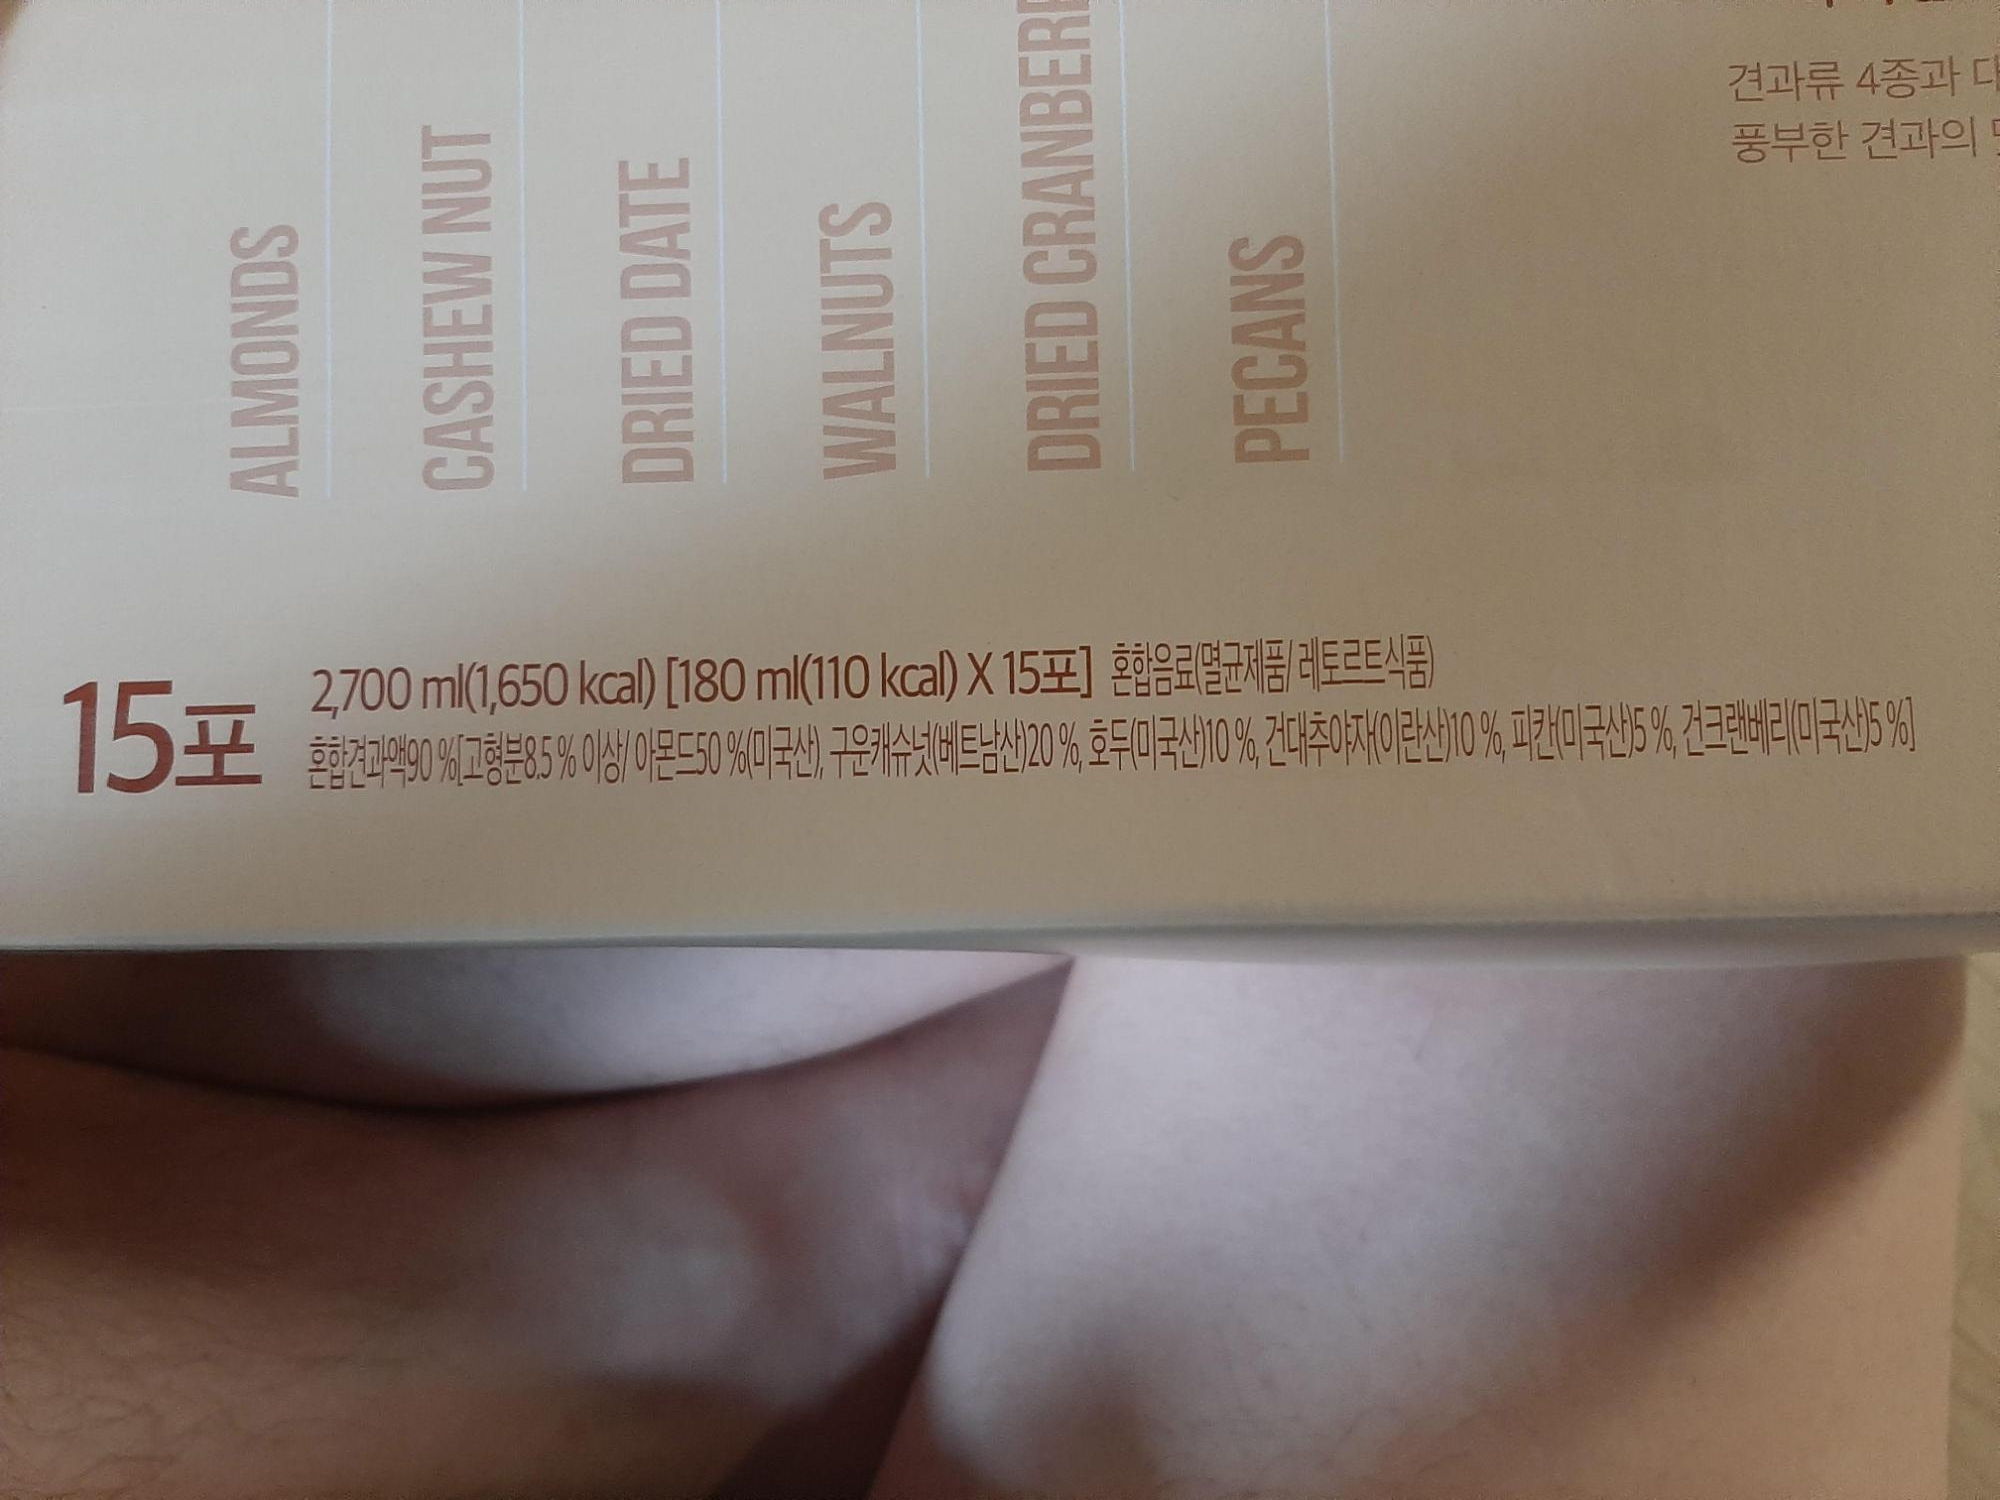 ALMONDS
CASHEW NUT
DRIED DATE
WALNUTS
DRIED
PECANS
견과류 4종과
풍부한 견과의
15포
2,700 ml(1,650 kcal) [180 ml(110 kcal) X 15포] 혼합음료(멸균제품/ 레토르트식품)
혼합견과액90 %[고형분8.5 % 이상/ 아몬드50 %(미국산), 구운캐슈넛(베트남산)20 %, 호두(미국산)10 %, 건대추야자(이란산)10 %, 피칸(미국산)5 %, 건크랜베리(미국산)5 %]